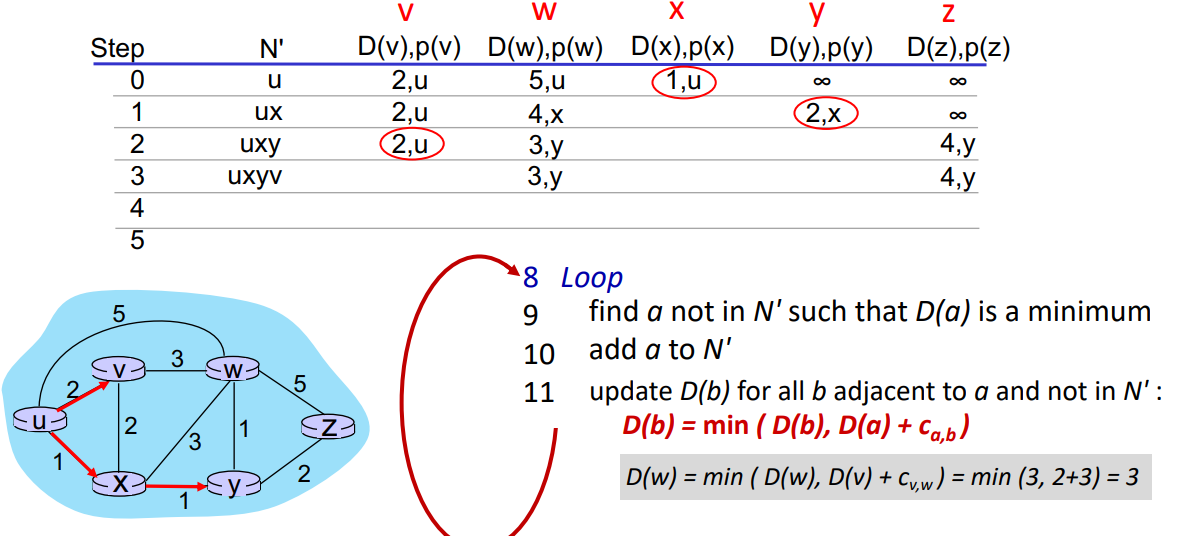 v w x y z
Step N' D(v),p(v) D(w),p(w) D(x),p(x) D(y),p(y) D(z),p(z)
0 u 2,u 5,u 1,u ∞ ∞
1 ux 2,u 4,x 2,x ∞
2 uxy 2,u 3,y 4,y
3 uxyv 3,y 4,y
4
5
8 Loop
9 find a not in N' such that D(a) is a minimum
10 add a to N'
11 update D(b) for all b adjacent to a and not in N' :
D(b) = min ( D(b), D(a) + ca,b )
D(w) = min ( D(w), D(v) + cv,w ) = min (3, 2+3) = 3
5
v 3 w
2 5
u 2 3 1 z
1 2
x 1 y